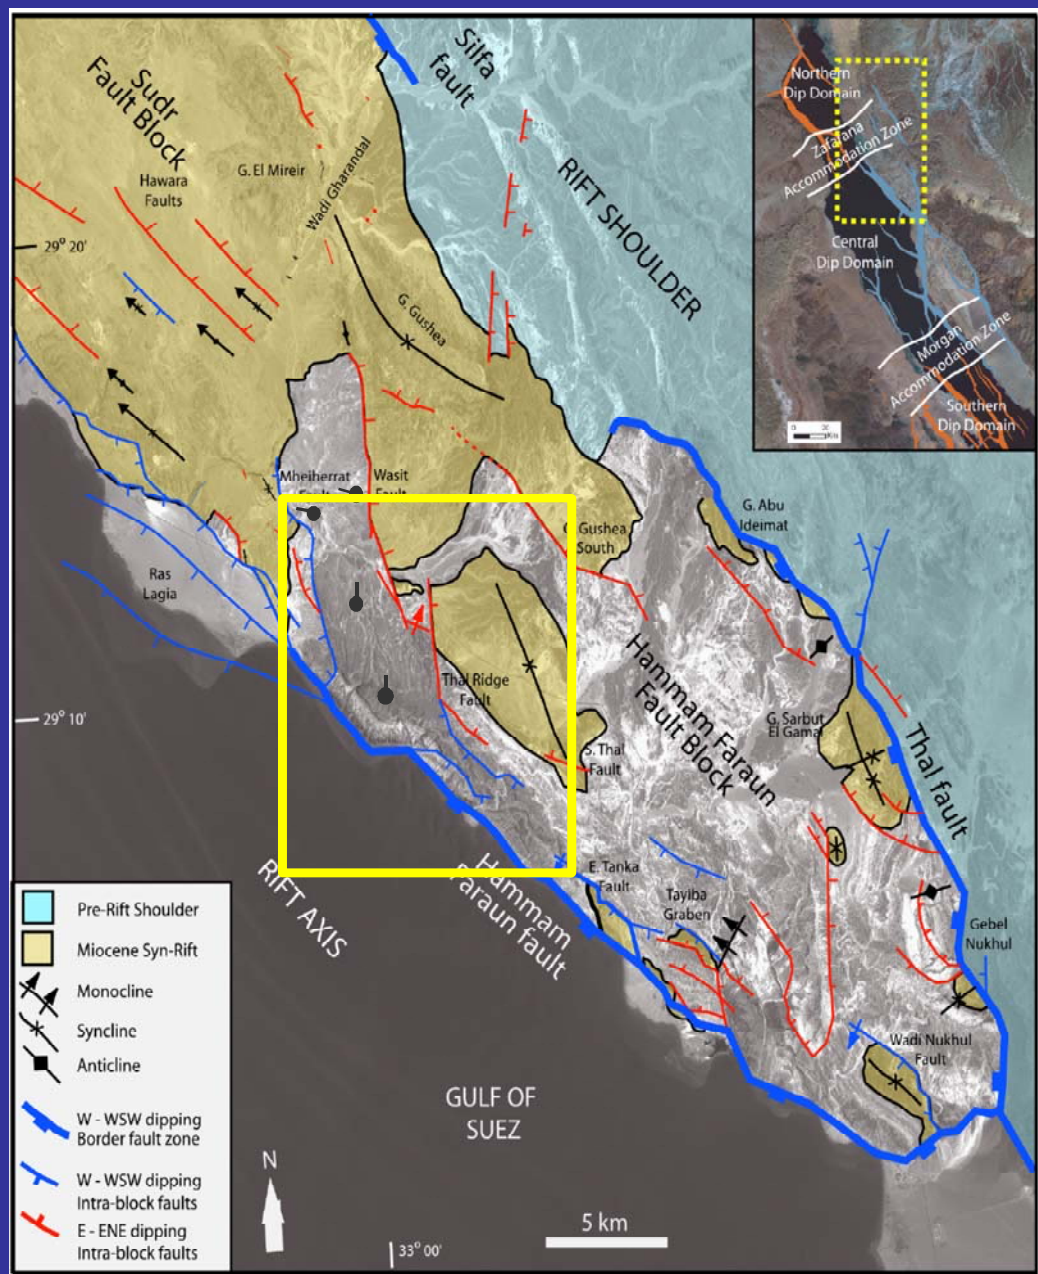 Sudr
Fault Block
Silfa
fault
RIFT SHOULDER
Hawara
Faults
G. El Mireir
Wadi Gharandal
G. Gushea
29° 20'
Northern
Dip Domain
Zafarana
Accommodation Zone
Central
Dip Domain
Morgan
Accommodation Zone
Southern
Dip Domain
0 20
Km
Mheiherrat
Fault
Wasit
Fault
G. Gushea
South
G. Abu
Ideimat
Ras
Lagia
Hammam Faraun
Fault Block
Thal Ridge
Fault
29° 10'
S. Thal
Fault
G. Sarbut
El Gamal
Thal fault
RIFT AXIS
Hammam
Faraun fault
E. Tanka
Fault
Tayiba
Graben
Gebel
Nukhul
Wadi Nukhul
Fault
GULF OF
SUEZ
Pre-Rift Shoulder
Miocene Syn-Rift
Monocline
Syncline
Anticline
W - WSW dipping
Border fault zone
W - WSW dipping
Intra-block faults
E - ENE dipping
Intra-block faults
N
33° 00'
5 km